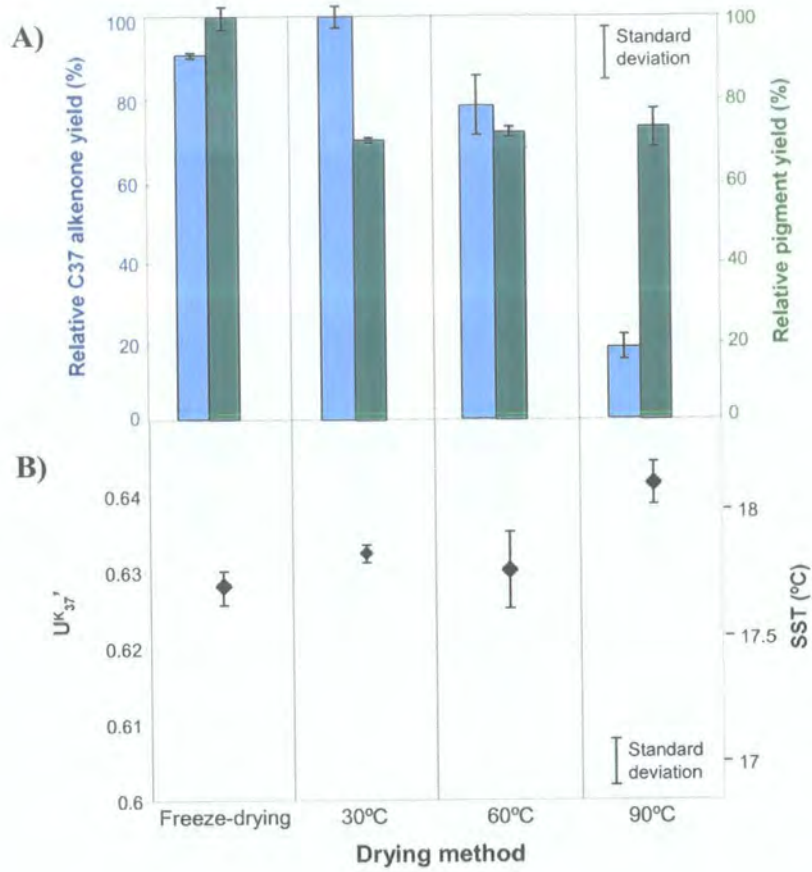 A)
Relative C37 alkenone yield (%)
100
80
60
40
20
0
Standard
deviation
100
80
60
40
20
0
Relative pigment yield (%)
B)
U^K_37'
0.64
0.63
0.62
0.61
0.6
18
17.5
17
SST (ºC)
Standard
deviation
Freeze-drying 30ºC 60ºC 90ºC
Drying method